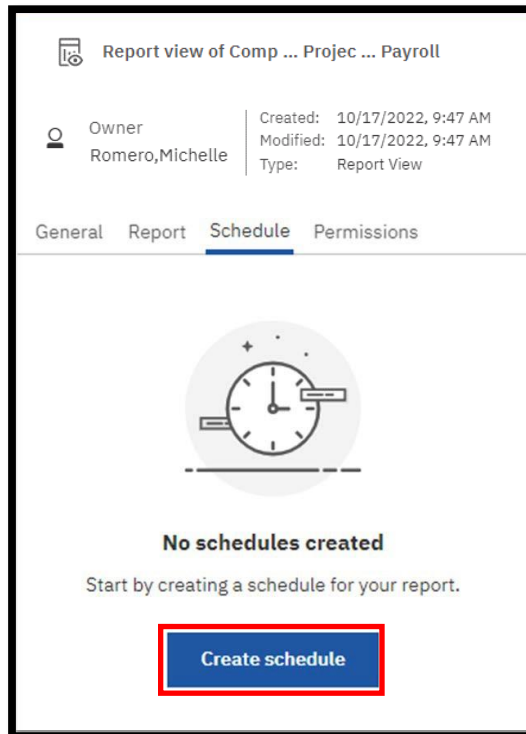 Report view of Comp ... Projec ... Payroll
Owner
Romero,Michelle
Created: 10/17/2022, 9:47 AM
Modified: 10/17/2022, 9:47 AM
Type: Report View
General Report Schedule Permissions
No schedules created
Start by creating a schedule for your report.
Create schedule